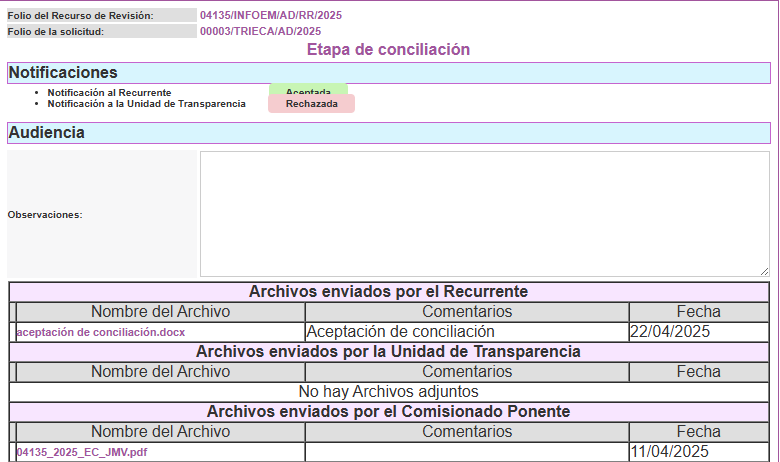 Folio del Recurso de Revisión: 04135/INFOEM/AD/RR/2025
Folio de la solicitud: 00003/TRIECA/AD/2025
Etapa de conciliación
Notificaciones
• Notificación al Recurrente Aceptada
• Notificación a la Unidad de Transparencia Rechazada
Audiencia
Observaciones:
Archivos enviados por el Recurrente
Nombre del Archivo Comentarios Fecha
aceptación de conciliación.docx Aceptación de conciliación 22/04/2025
Archivos enviados por la Unidad de Transparencia
Nombre del Archivo Comentarios Fecha
No hay Archivos adjuntos
Archivos enviados por el Comisionado Ponente
Nombre del Archivo Comentarios Fecha
04135_2025_EC_JMV.pdf 11/04/2025